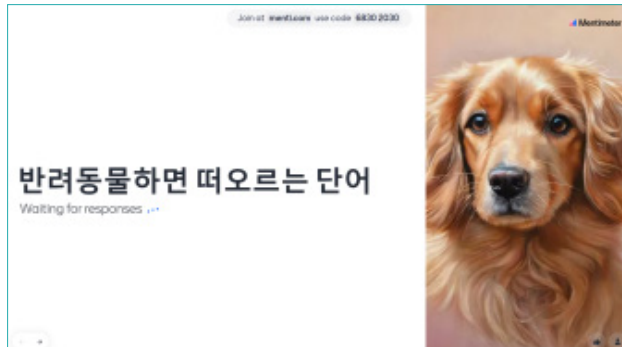 Join at menti.com use code 6830 2030
Mentimeter
반려동물하면 떠오르는 단어
Waiting for responses